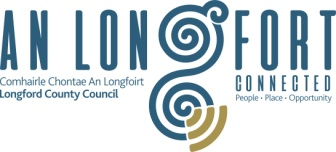 AN LONGFORT
CONNECTED
People • Place • Opportunity
Comhairle Chontae An Longfoirt
Longford County Council